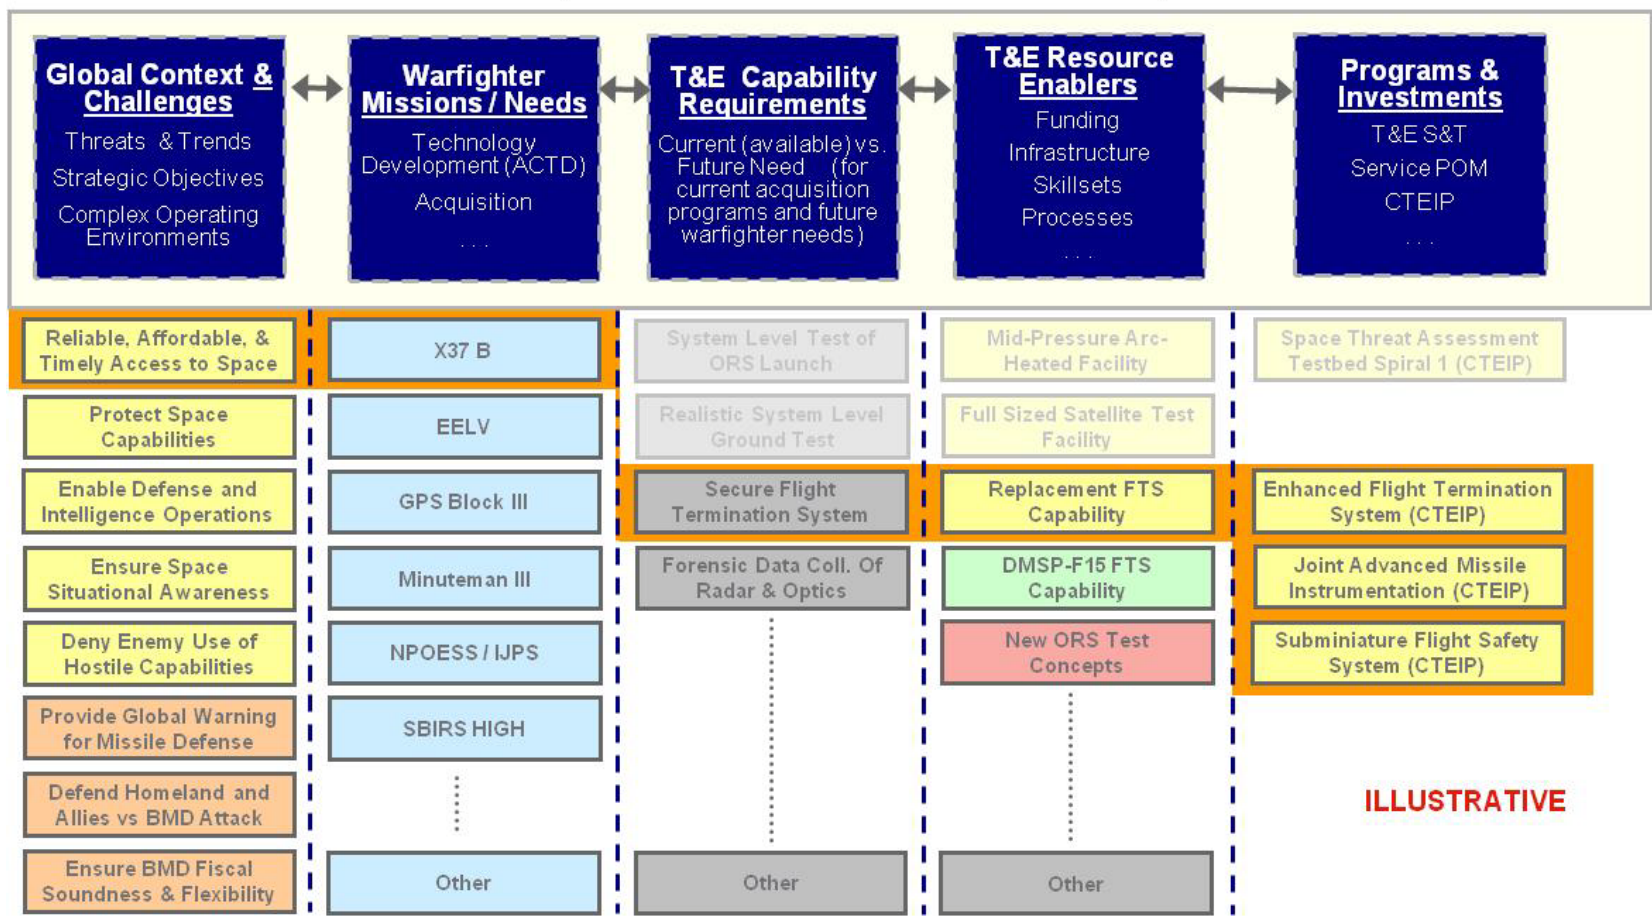 Global Context &
Challenges
Threats & Trends
Strategic Objectives
Complex Operating
Environments
Warfighter
Missions / Needs
Technology
Development (ACTD)
Acquisition
. . .
T&E Capability
Requirements
Current (available) vs.
Future Need (for
current acquisition
programs and future
warfighter needs)
T&E Resource
Enablers
Funding
Infrastructure
Skillsets
Processes
. . .
Programs &
Investments
T&E S&T
Service POM
CTEIP
. . .
Reliable, Affordable, &
Timely Access to Space
Protect Space
Capabilities
Enable Defense and
Intelligence Operations
Ensure Space
Situational Awareness
Deny Enemy Use of
Hostile Capabilities
Provide Global Warning
for Missile Defense
Defend Homeland and
Allies vs BMD Attack
Ensure BMD Fiscal
Soundness & Flexibility
X37 B
EELV
GPS Block III
Minuteman III
NPOESS / IJPS
SBIRS HIGH
Other
System Level Test of
ORS Launch
Realistic System Level
Ground Test
Secure Flight
Termination System
Forensic Data Coll. Of
Radar & Optics
Other
Mid-Pressure Arc-
Heated Facility
Full Sized Satellite Test
Facility
Replacement FTS
Capability
DMSP-F15 FTS
Capability
New ORS Test
Concepts
Other
Space Threat Assessment
Testbed Spiral 1 (CTEIP)
Enhanced Flight Termination
System (CTEIP)
Joint Advanced Missile
Instrumentation (CTEIP)
Subminiature Flight Safety
System (CTEIP)
ILLUSTRATIVE